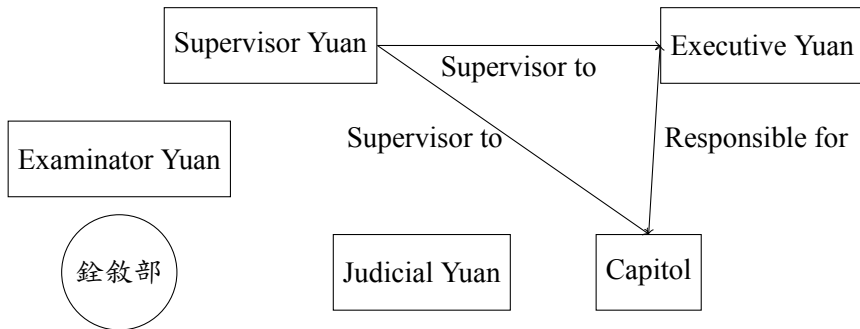 Supervisor Yuan
Executive Yuan
Supervisor to
Supervisor to
Responsible for
Examinator Yuan
銓敘部
Judicial Yuan
Capitol